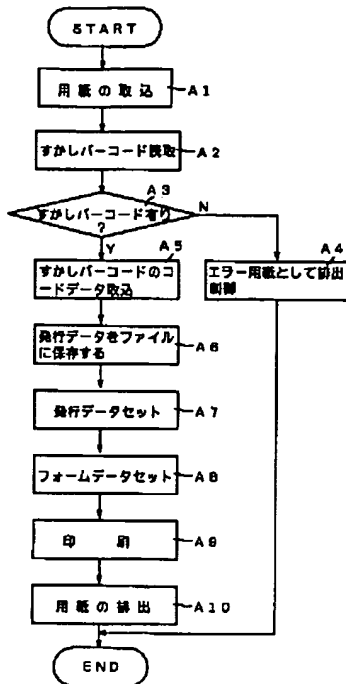 START
用紙の取込 A1
すかしバーコード読取 A2
A3
すかしバーコード有り
?
N
Y
A4
エラー用紙として排出
制御
A5
すかしバーコードのコ
ードデータ取込
発行データをファイル
に保存する A6
発行データセット A7
フォームデータセット A8
印刷 A9
用紙の排出 A10
END